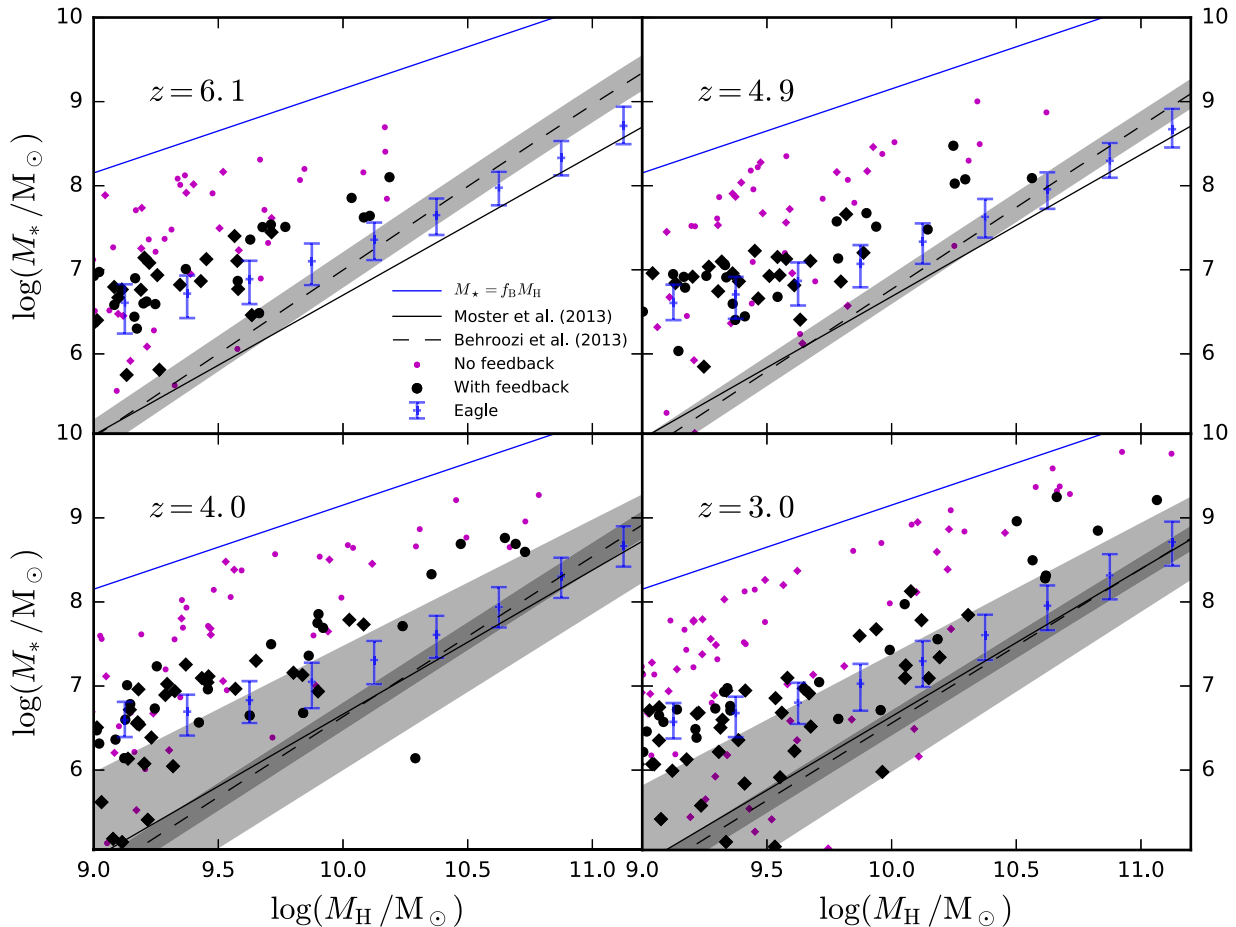 10
10
z = 6.1
z = 4.9
9
9
log(M*/M⊙)
8
8
7
7
M⋆ = fBMH
Moster et al. (2013)
Behroozi et al. (2013)
No feedback
With feedback
Eagle
6
6
10
10
z = 4.0
z = 3.0
9
9
log(M*/M⊙)
8
8
7
7
6
6
9.0 9.5 10.0 10.5 11.0 9.5 10.0 10.5 11.0
log(MH/M⊙) log(MH/M⊙)